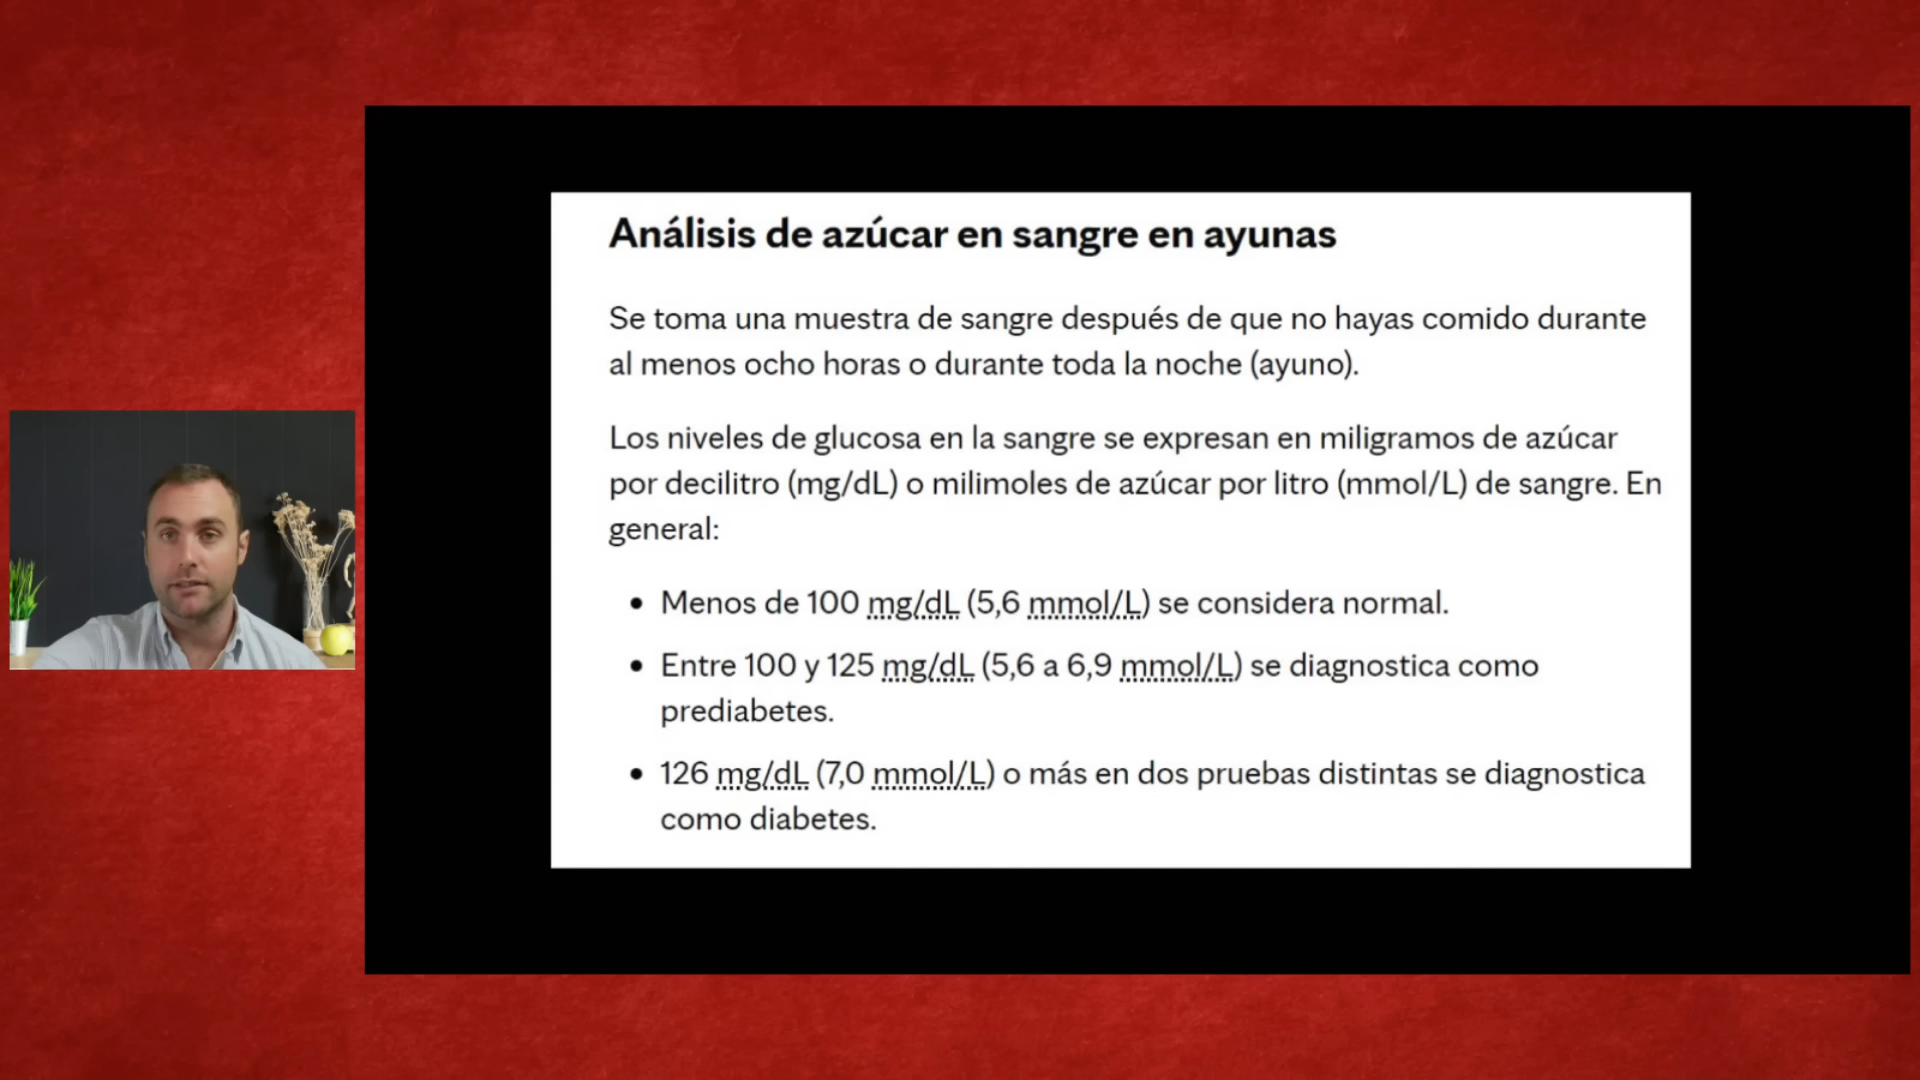 Análisis de azúcar en sangre en ayunas
Se toma una muestra de sangre después de que no hayas comido durante
al menos ocho horas o durante toda la noche (ayuno).
Los niveles de glucosa en la sangre se expresan en miligramos de azúcar
por decilitro (mg/dL) o milimoles de azúcar por litro (mmol/L) de sangre. En
general:
• Menos de 100 mg/dL (5,6 mmol/L) se considera normal.
• Entre 100 y 125 mg/dL (5,6 a 6,9 mmol/L) se diagnostica como
prediabetes.
• 126 mg/dL (7,0 mmol/L) o más en dos pruebas distintas se diagnostica
como diabetes.